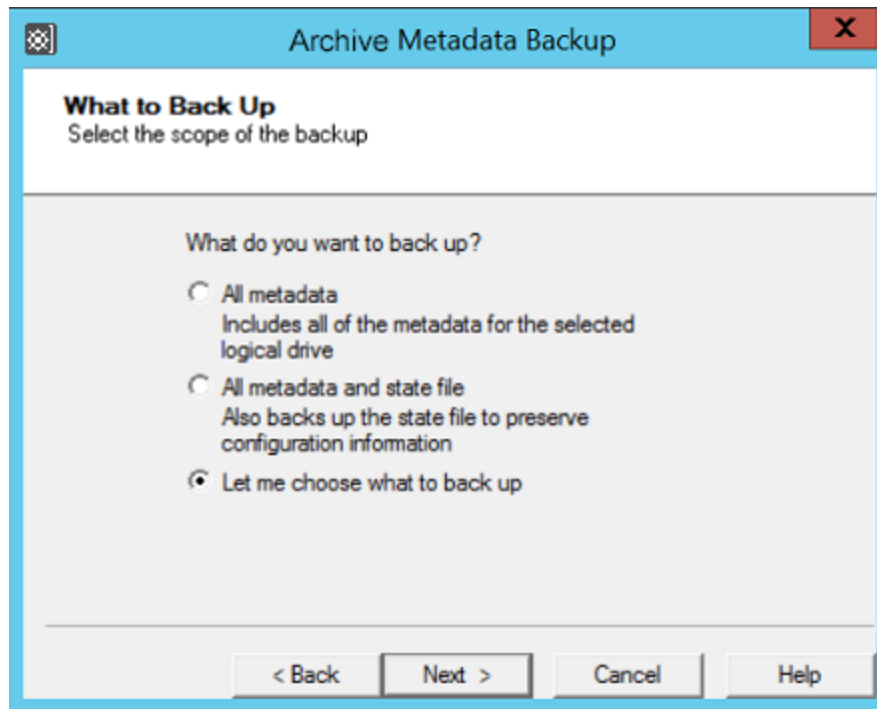 Archive Metadata Backup
X
What to Back Up
Select the scope of the backup
What do you want to back up?
All metadata
Includes all of the metadata for the selected
logical drive
All metadata and state file
Also backs up the state file to preserve
configuration information
Let me choose what to back up
< Back Next > Cancel Help